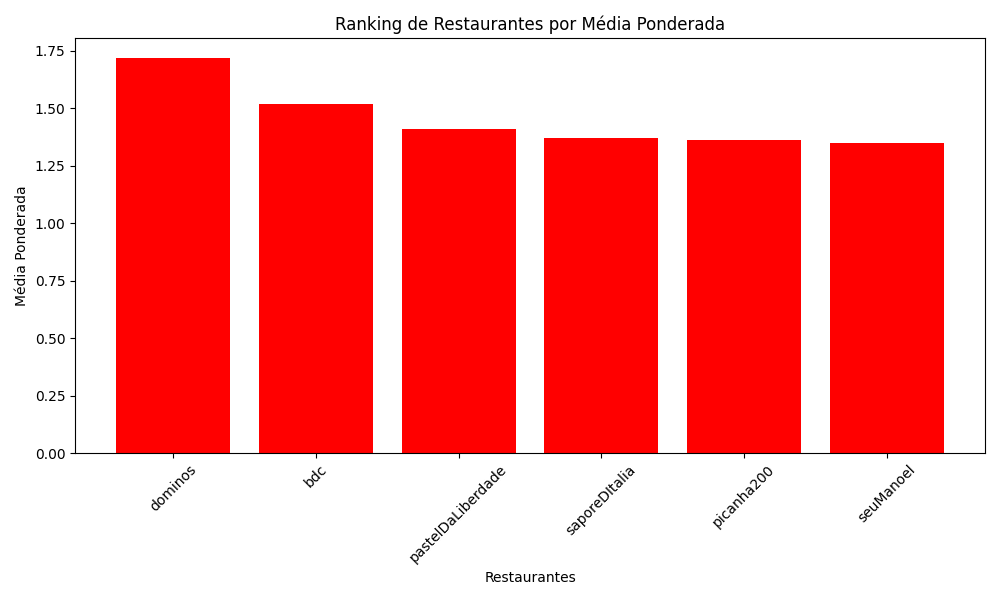 Ranking de Restaurantes por Média Ponderada
Média Ponderada
1.75
1.50
1.25
1.00
0.75
0.50
0.25
0.00
dominos
bdc
pastelDaLiberdade
saporeDItalia
picanha200
seuManoel
Restaurantes